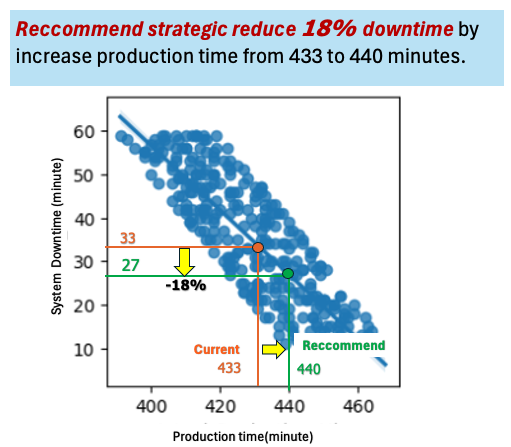 Reccommend strategic reduce 18% downtime by
increase production time from 433 to 440 minutes.
60
50
40
30
20
10
System Downtime (minute)
33
27
-18%
Current
433
Reccommend
440
400
420
440
460
Production time(minute)